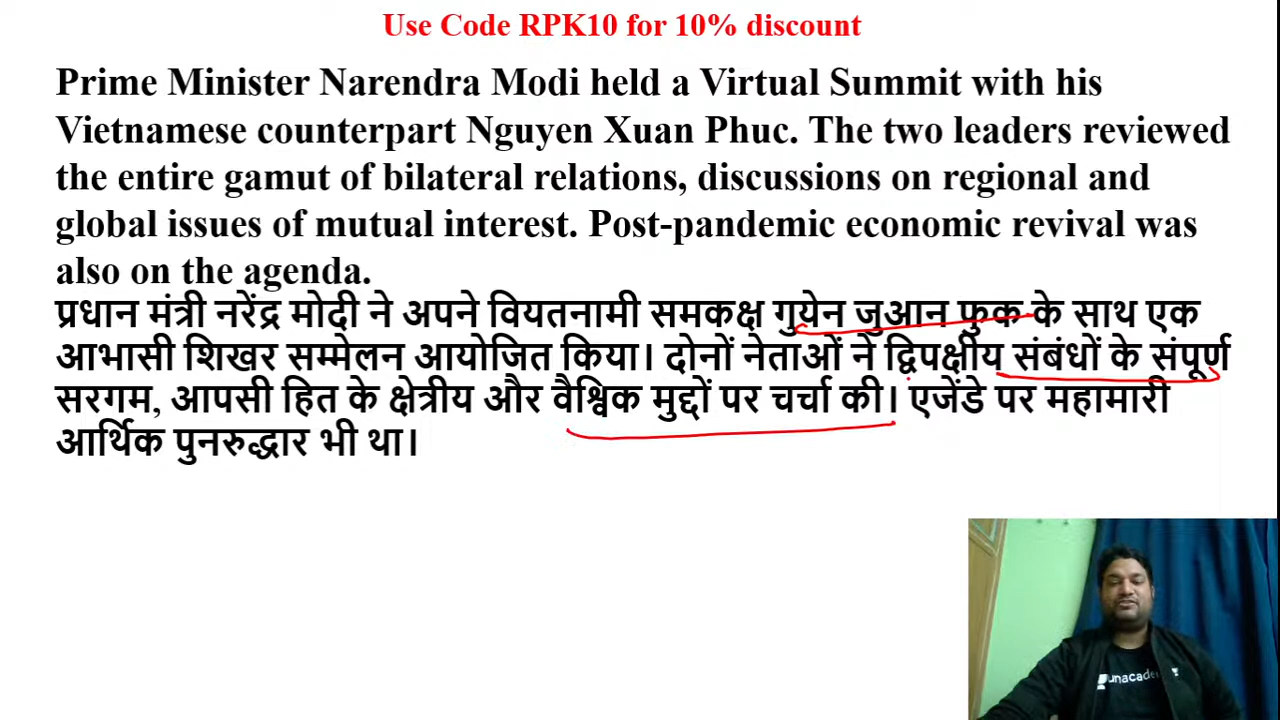 Use Code RPK10 for 10% discount
Prime Minister Narendra Modi held a Virtual Summit with his
Vietnamese counterpart Nguyen Xuan Phuc. The two leaders reviewed
the entire gamut of bilateral relations, discussions on regional and
global issues of mutual interest. Post-pandemic economic revival was
also on the agenda.
प्रधान मंत्री नरेंद्र मोदी ने अपने वियतनामी समकक्ष गुयेन जुआन फुक के साथ एक
आभासी शिखर सम्मेलन आयोजित किया। दोनों नेताओं ने द्विपक्षीय संबंधों के संपूर्ण
सरगम, आपसी हित के क्षेत्रीय और वैश्विक मुद्दों पर चर्चा की। एजेंडे पर महामारी
आर्थिक पुनरुद्धार भी था।
unacade